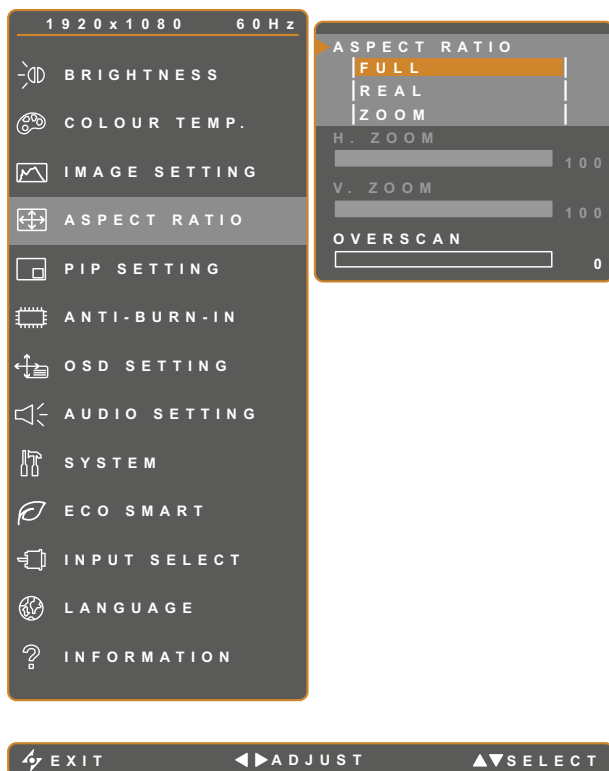 1920x1080 60Hz
BRIGHTNESS
COLOUR TEMP.
IMAGE SETTING
ASPECT RATIO
PIP SETTING
ANTI-BURN-IN
OSD SETTING
AUDIO SETTING
SYSTEM
ECO SMART
INPUT SELECT
LANGUAGE
INFORMATION
ASPECT RATIO
FULL
REAL
ZOOM
H. ZOOM
100
V. ZOOM
100
OVERSCAN
0
EXIT ADJUST SELECT